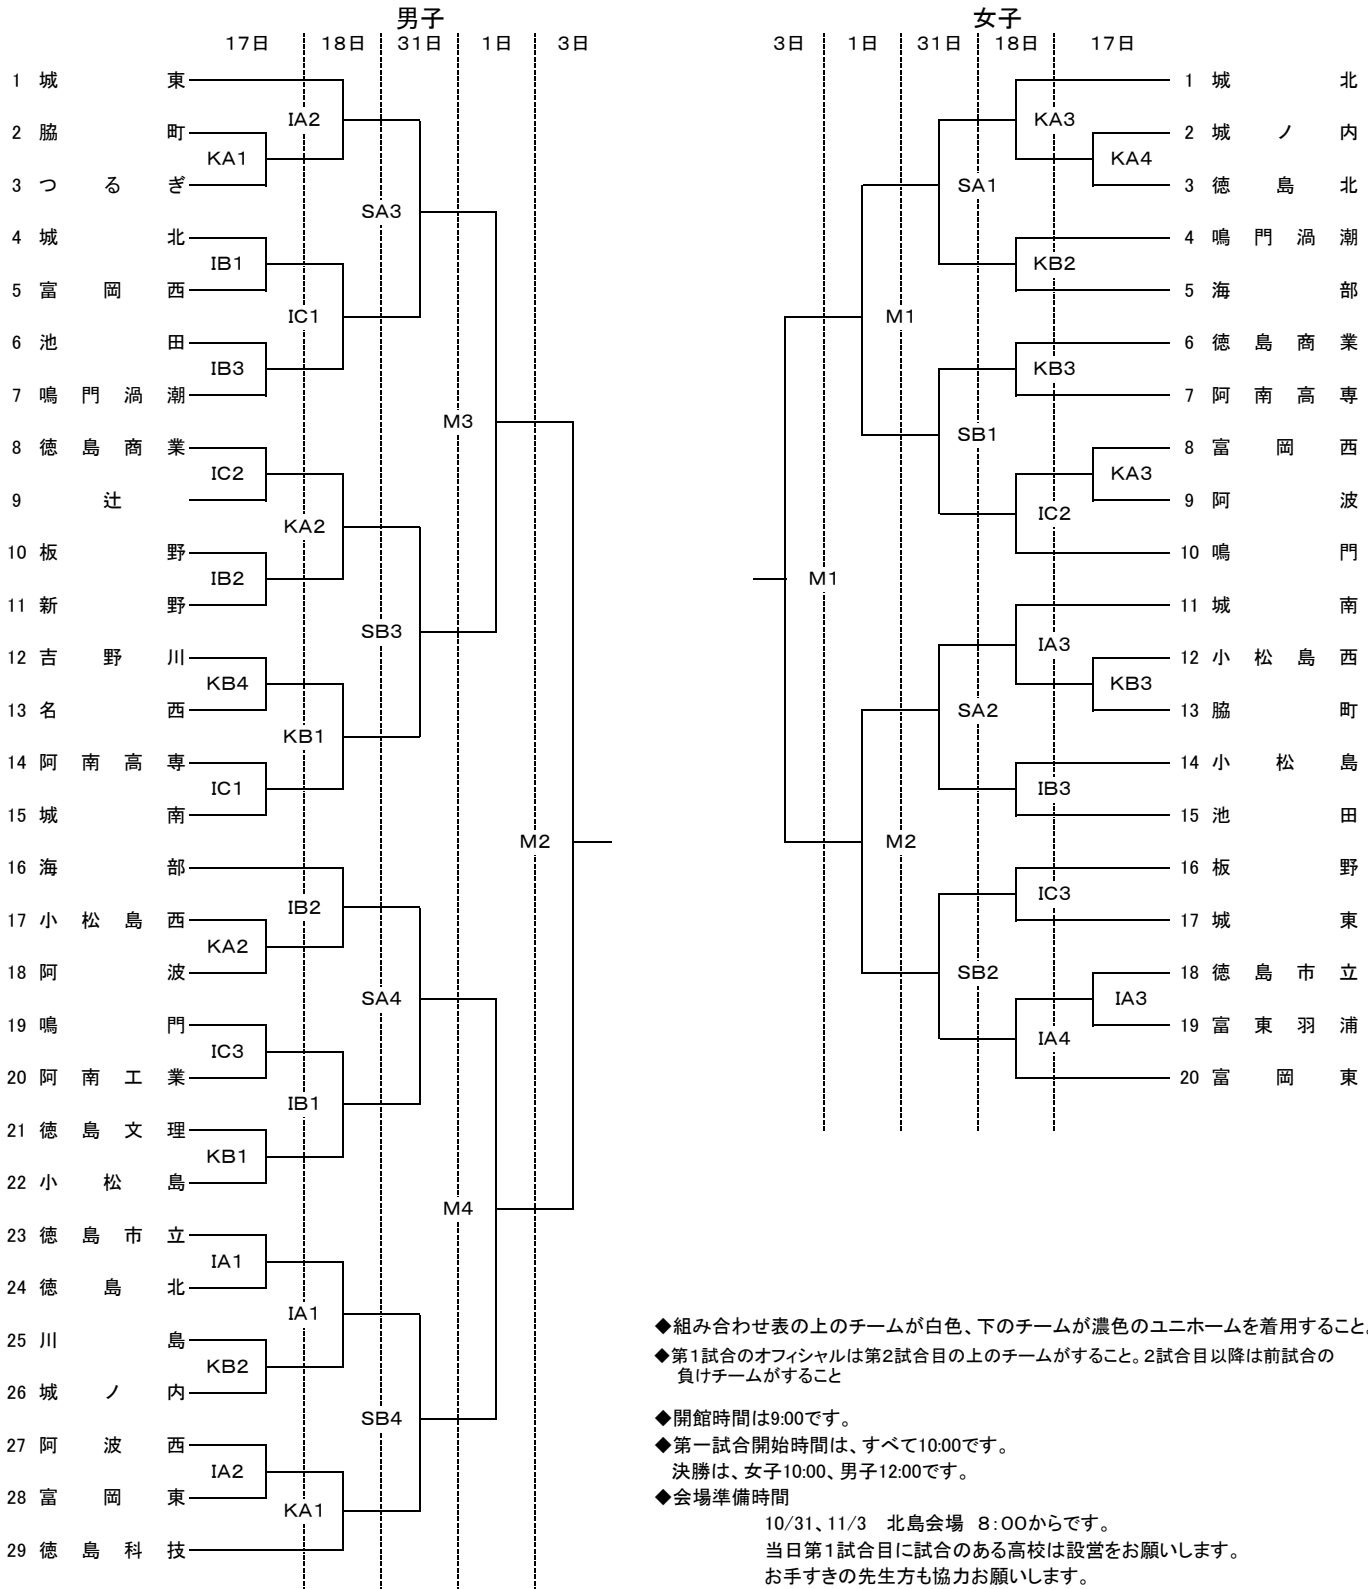 男子
17日 18日 31日 1日 3日
1 城東
2 脇町
3 つるぎ
4 城北
5 富岡西
6 池田
7 鳴門渦潮
8 徳島商業
9 辻
10 板野
11 新野
12 吉野川
13 名西
14 阿南高専
15 城南
16 海部
17 小松島西
18 阿波
19 鳴門
20 阿南工業
21 徳島文理
22 小松島
23 徳島市立
24 徳島北
25 川島
26 城ノ内
27 阿波西
28 富岡東
29 徳島科技
KA1
IB1
IB3
IC2
IB2
KB4
IC1
KA2
IC3
KB1
IA1
KB2
IA2
IA2
IC1
KA2
KB1
IB2
IB1
IA1
KA1
SA3
SB3
SA4
SB4
M3
M4
M2
女子
3日 1日 31日 18日 17日
M1
M1
M2
SA1
SB1
SA2
SB2
KA3
KB2
KB3
IC2
IA3
IB3
IC3
IA4
KA4
KA3
KB3
IA3
1 城北
2 城ノ内
3 徳島北
4 鳴門渦潮
5 海部
6 徳島商業
7 阿南高専
8 富岡西
9 阿波
10 鳴門
11 城南
12 小松島西
13 脇町
14 小松島
15 池田
16 板野
17 城東
18 徳島市立
19 富東羽浦
20 富岡東
◆組み合わせ表の上のチームが白色、下のチームが濃色のユニホームを着用すること。
◆第1試合のオフィシャルは第2試合目の上のチームがすること。2試合目以降は前試合の
負けチームがすること
◆開館時間は9:00です。
◆第一試合開始時間は、すべて10:00です。
決勝は、女子10:00、男子12:00です。
◆会場準備時間
10/31、11/3 北島会場 8:00からです。
当日第1試合目に試合のある高校は設営をお願いします。
お手すきの先生方も協力お願いします。